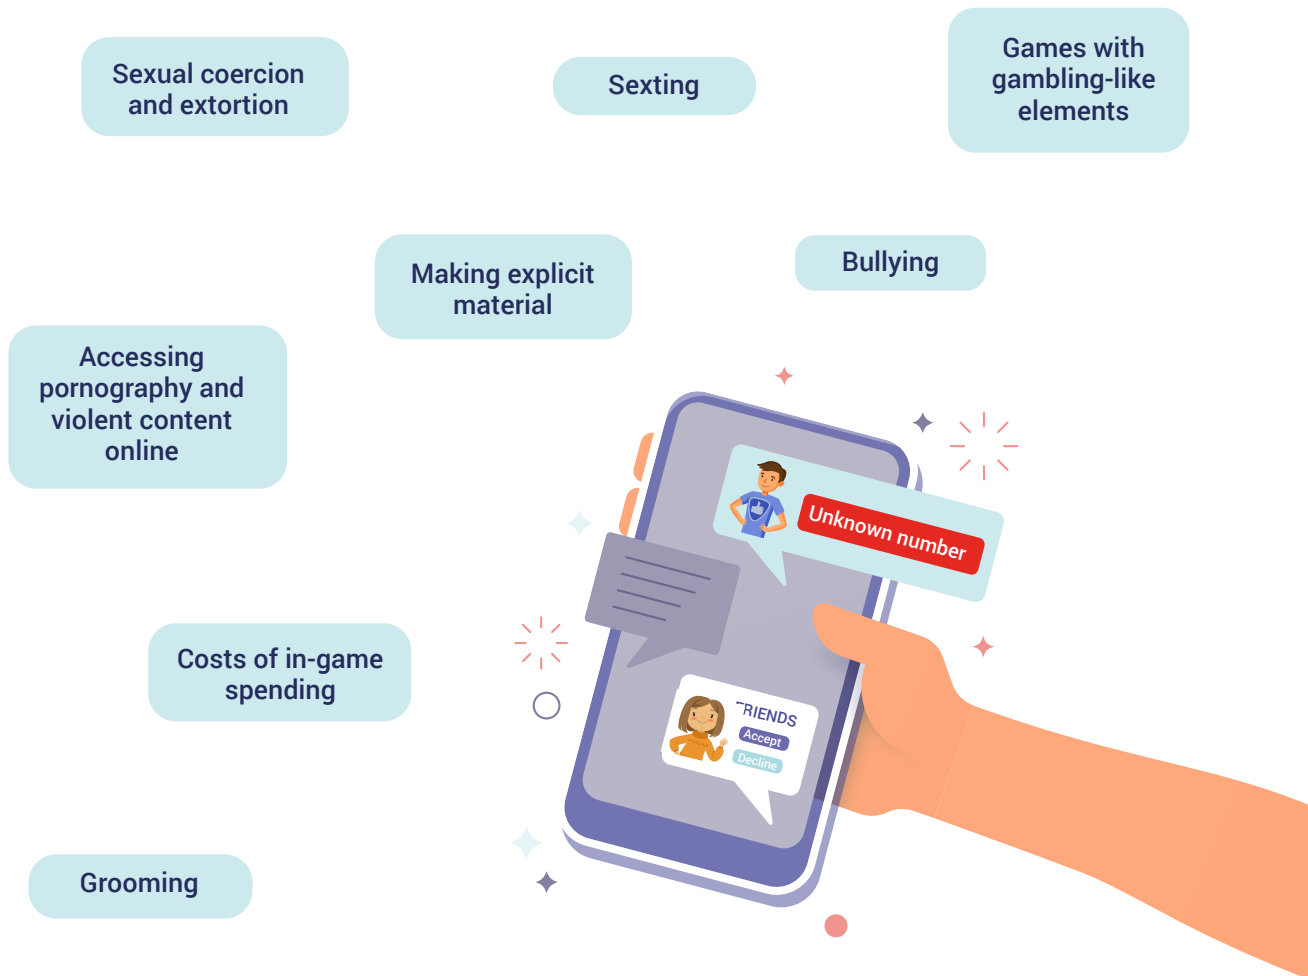 Sexual coercion
and extortion
Sexting
Games with
gambling-like
elements
Making explicit
material
Bullying
Accessing
pornography and
violent content
online
Unknown number
Costs of in-game
spending
FRIENDS
Accept
Decline
Grooming